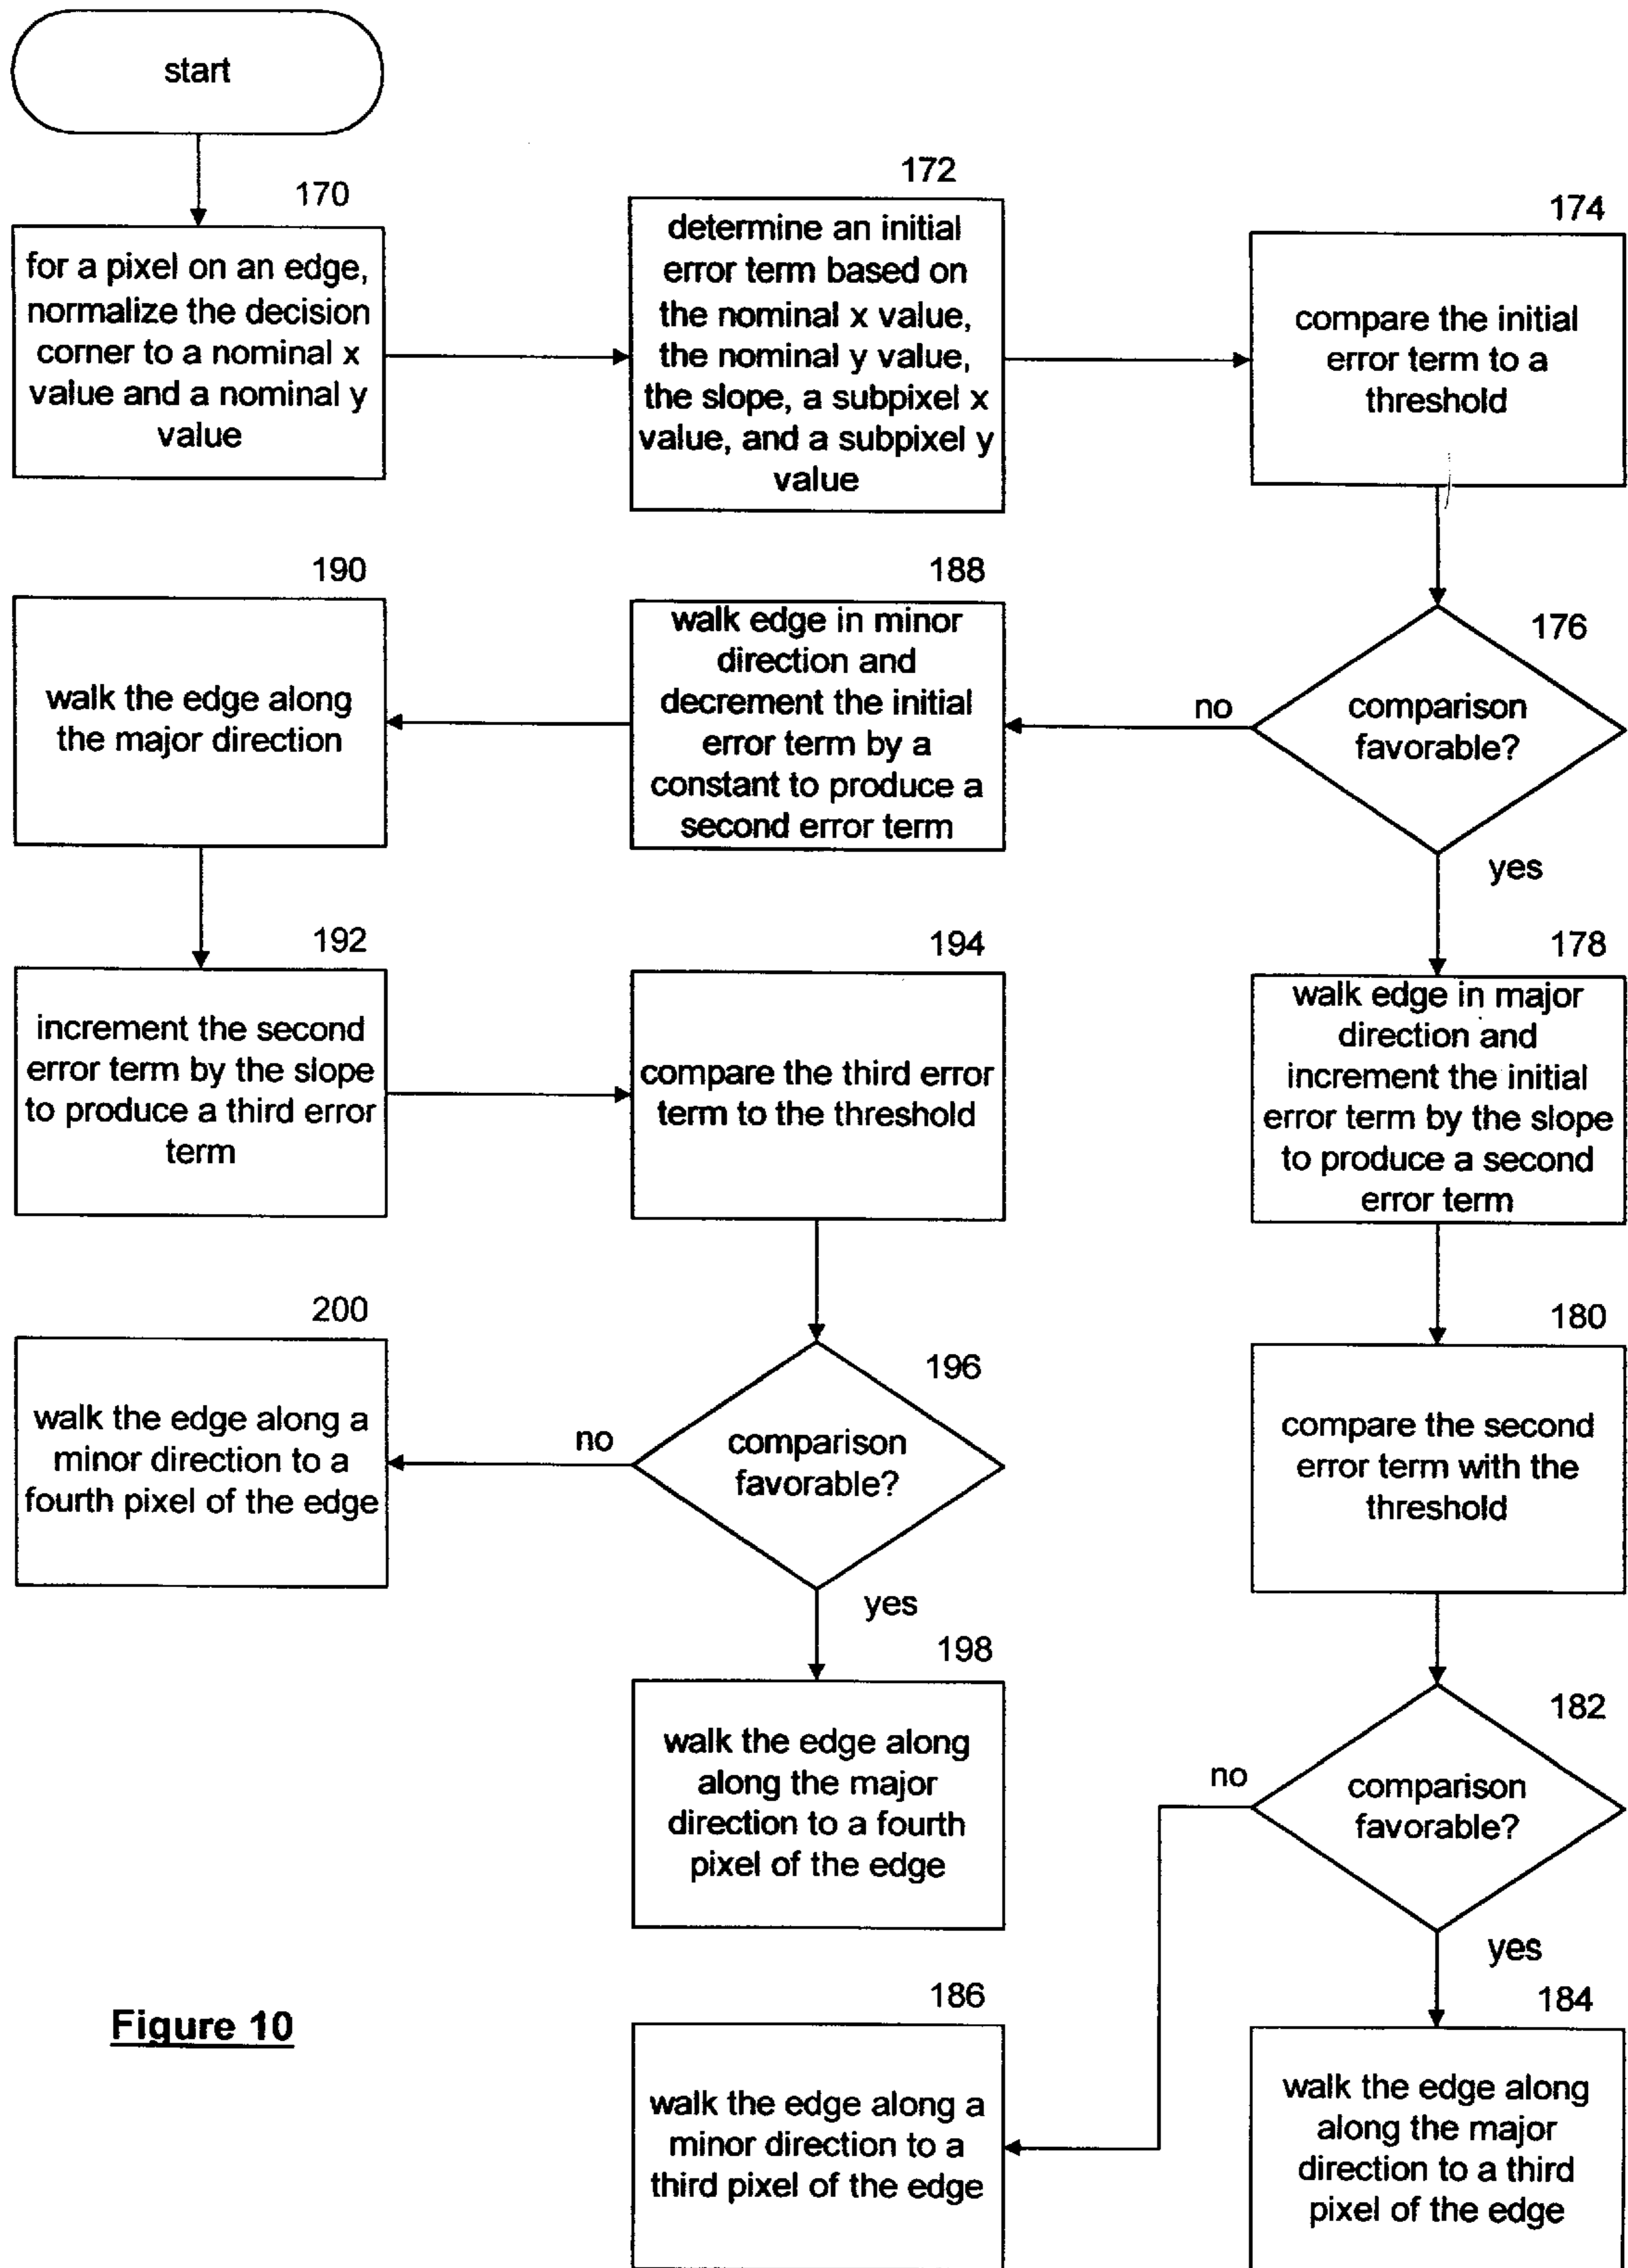 start
170
for a pixel on an edge,
normalize the decision
corner to a nominal x
value and a nominal y
value
172
determine an initial
error term based on
the nominal x value,
the nominal y value,
the slope, a subpixel x
value, and a subpixel y
value
174
compare the initial
error term to a
threshold
176
comparison
favorable?
no
yes
188
walk edge in minor
direction and
decrement the initial
error term by a
constant to produce a
second error term
190
walk the edge along
the major direction
192
increment the second
error term by the slope
to produce a third error
term
194
compare the third error
term to the threshold
196
comparison
favorable?
no
yes
200
walk the edge along a
minor direction to a
fourth pixel of the edge
198
walk the edge along
along the major
direction to a fourth
pixel of the edge
178
walk edge in major
direction and
increment the initial
error term by the slope
to produce a second
error term
180
compare the second
error term with the
threshold
182
comparison
favorable?
no
yes
186
walk the edge along a
minor direction to a
third pixel of the edge
184
walk the edge along
along the major
direction to a third
pixel of the edge
Figure 10